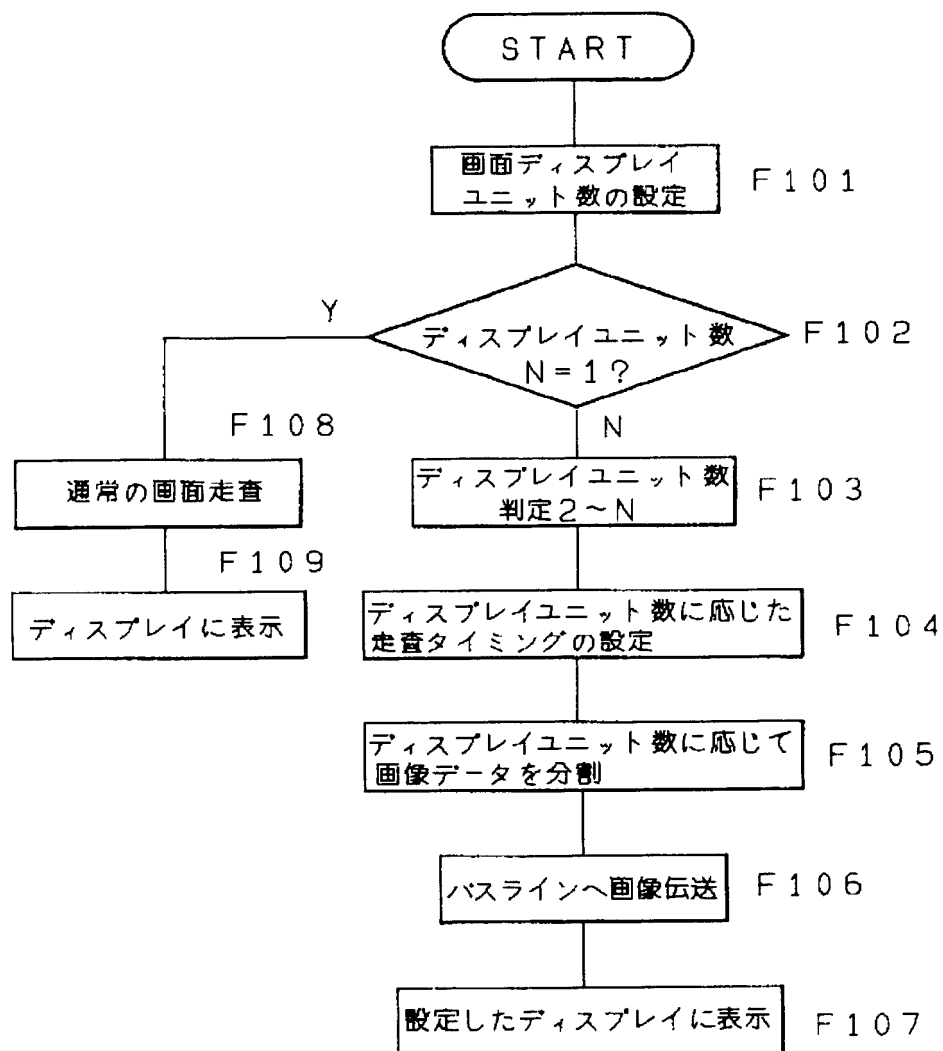 START
画面ディスプレイ
ユニット数の設定
F101
ディスプレイユニット数
N=1?
F102
Y
N
F108
通常の画面走査
F109
ディスプレイに表示
ディスプレイユニット数
判定2~N
F103
ディスプレイユニット数に応じた
走査タイミングの設定
F104
ディスプレイユニット数に応じて
画像データを分割
F105
バスラインへ画像伝送
F106
設定したディスプレイに表示
F107